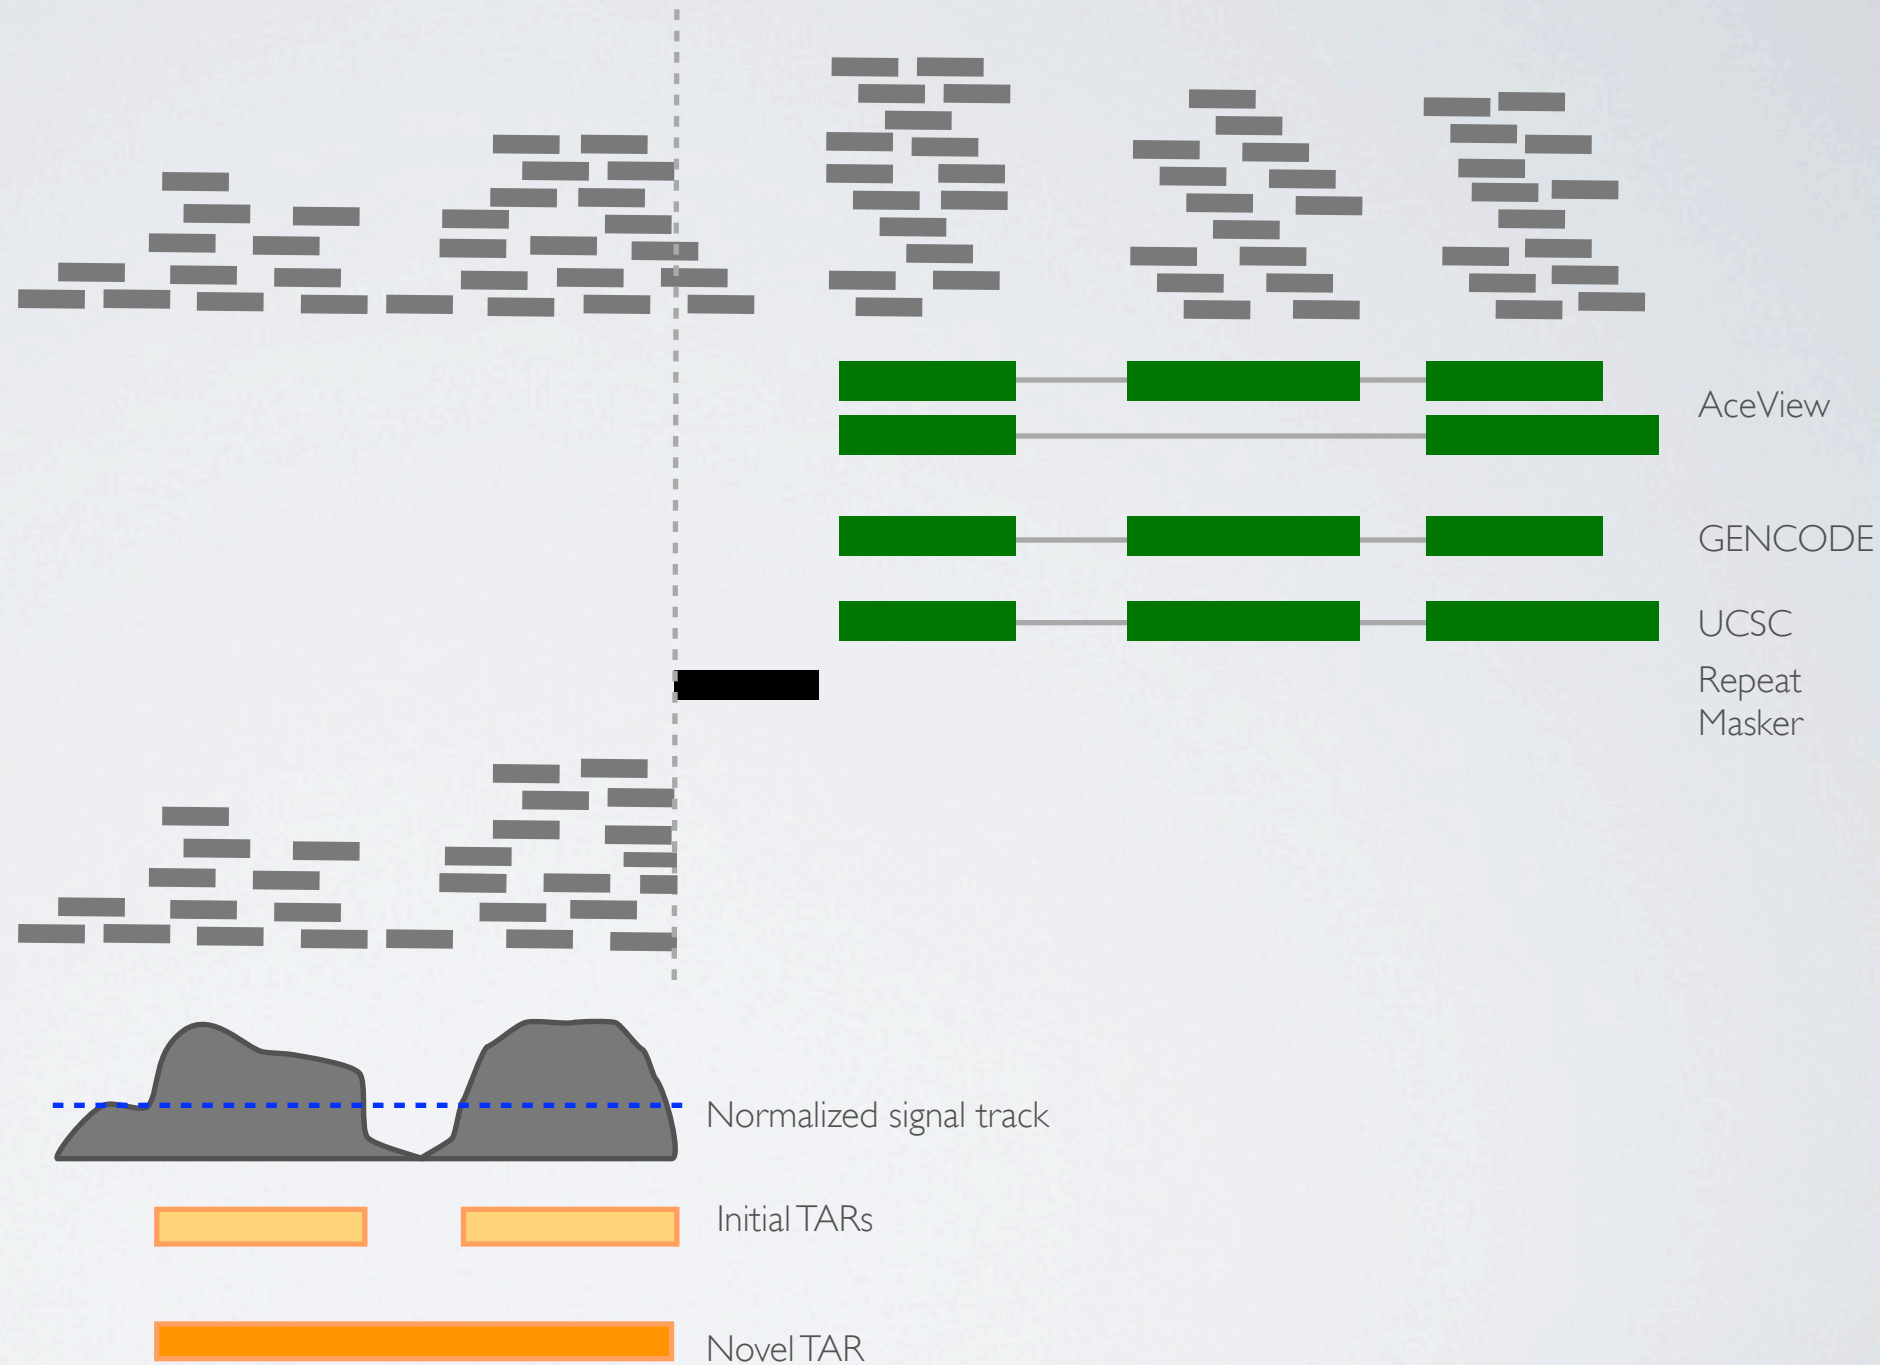 AceView
GENCODE
UCSC
Repeat
Masker
Normalized signal track
Initial TARs
Novel TAR